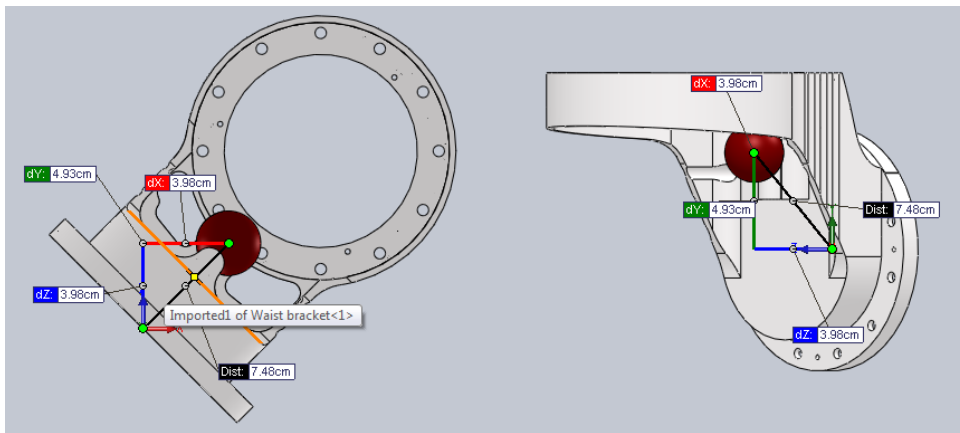 dY: 4.93cm
dX: 3.98cm
dZ: 3.98cm
Imported1 of Waist bracket<1>
Dist: 7.48cm
dX: 3.98cm
dY: 4.93cm
Dist: 7.48cm
dZ: 3.98cm